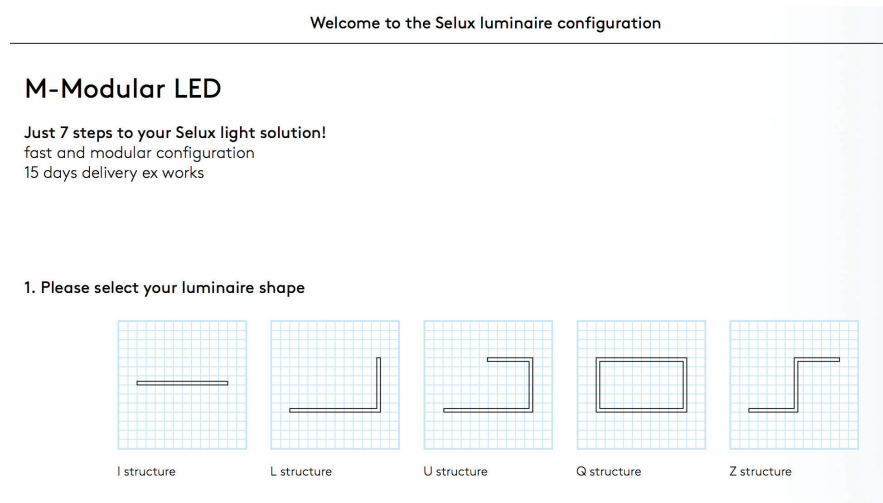 Welcome to the Selux luminaire configuration
M-Modular LED
Just 7 steps to your Selux light solution!
fast and modular configuration
15 days delivery ex works
1. Please select your luminaire shape
I structure
L structure
U structure
Q structure
Z structure